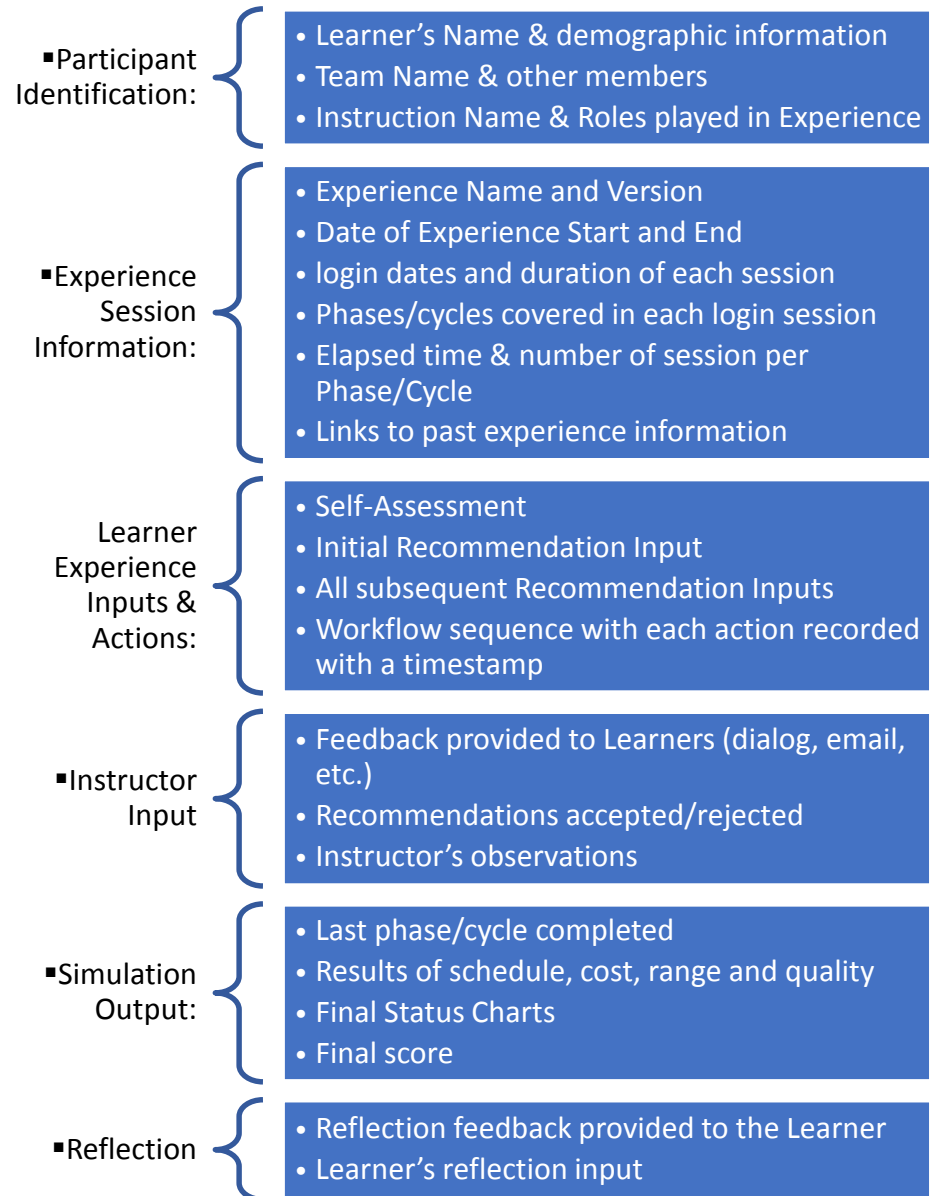 ▪Participant
Identification:
• Learner’s Name & demographic information
• Team Name & other members
• Instruction Name & Roles played in Experience
▪Experience
Session
Information:
• Experience Name and Version
• Date of Experience Start and End
• login dates and duration of each session
• Phases/cycles covered in each login session
• Elapsed time & number of session per
Phase/Cycle
• Links to past experience information
Learner
Experience
Inputs &
Actions:
• Self-Assessment
• Initial Recommendation Input
• All subsequent Recommendation Inputs
• Workflow sequence with each action recorded
with a timestamp
▪Instructor
Input
• Feedback provided to Learners (dialog, email,
etc.)
• Recommendations accepted/rejected
• Instructor’s observations
▪Simulation
Output:
• Last phase/cycle completed
• Results of schedule, cost, range and quality
• Final Status Charts
• Final score
▪Reflection
• Reflection feedback provided to the Learner
• Learner’s reflection input